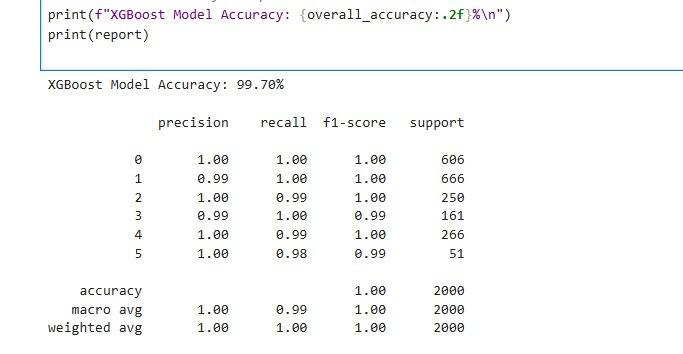 print(f"XGBoost Model Accuracy: {overall_accuracy:.2f}%\n")
print(report)
XGBoost Model Accuracy: 99.70%
precision recall f1-score support
0 1.00 1.00 1.00 606
1 0.99 1.00 1.00 666
2 1.00 0.99 1.00 250
3 0.99 1.00 0.99 161
4 1.00 0.99 1.00 266
5 1.00 0.98 0.99 51
accuracy 1.00 2000
macro avg 1.00 0.99 1.00 2000
weighted avg 1.00 1.00 1.00 2000